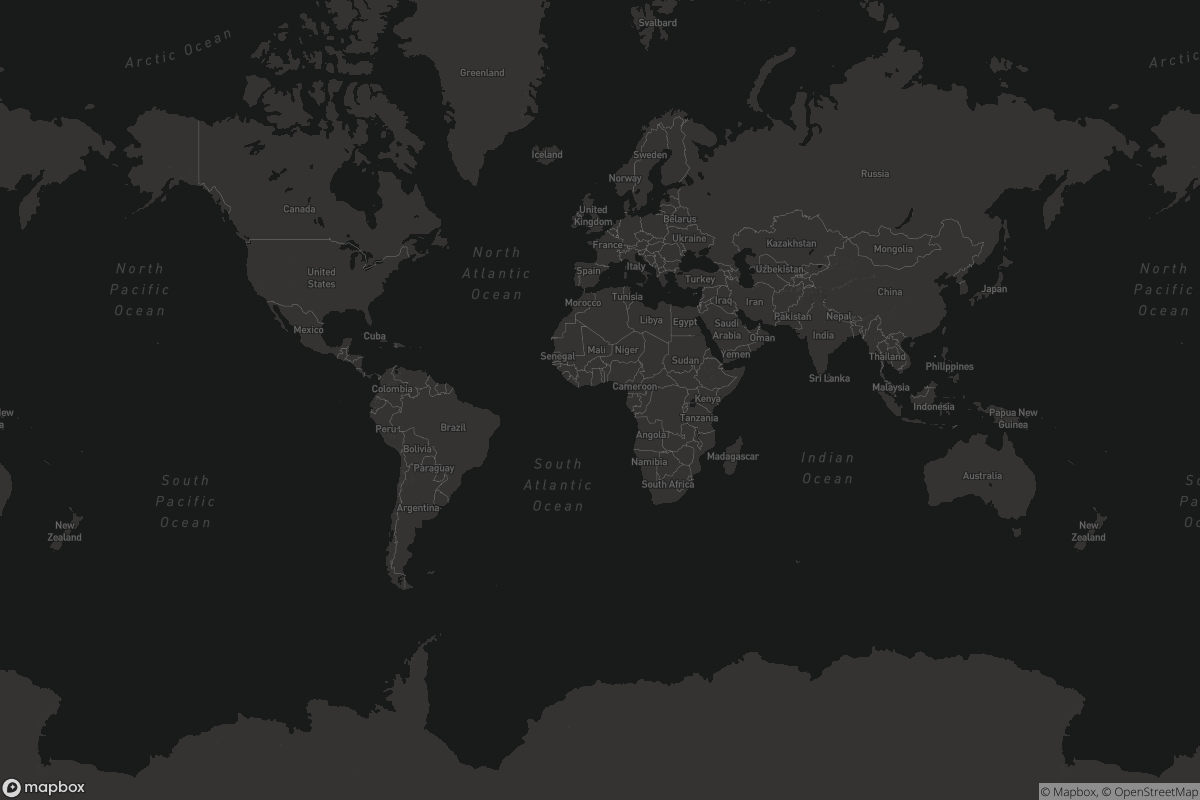 Svalbard
Arctic Ocean
Arctic
Greenland
Iceland
Sweden
Norway
Russia
Canada
United
Kingdom
Belarus
Ukraine
France
Kazakhstan
Mongolia
North
Pacific
Ocean
United
States
North
Atlantic
Ocean
Spain
Italy
Turkey
Uzbekistan
China
Japan
North
Pacific
Ocean
Morocco
Tunisia
Iraq
Iran
Pakistan
Nepal
Mexico
Cuba
Libya
Egypt
Saudi
Arabia
Oman
India
Senegal
Mali
Niger
Sudan
Yemen
Thailand
Philippines
Colombia
Cameroon
Kenya
Sri Lanka
Malaysia
Indonesia
Papua New
Guinea
ew
a
Peru
Brazil
Tanzania
Angola
Bolivia
Paraguay
Namibia
Madagascar
South Africa
Indian
Ocean
Australia
South
Pacific
Ocean
South
Atlantic
Ocean
Argentina
New
Zealand
New
Zealand
So
Pa
Oc
mapbox
© Mapbox, © OpenStreetMap